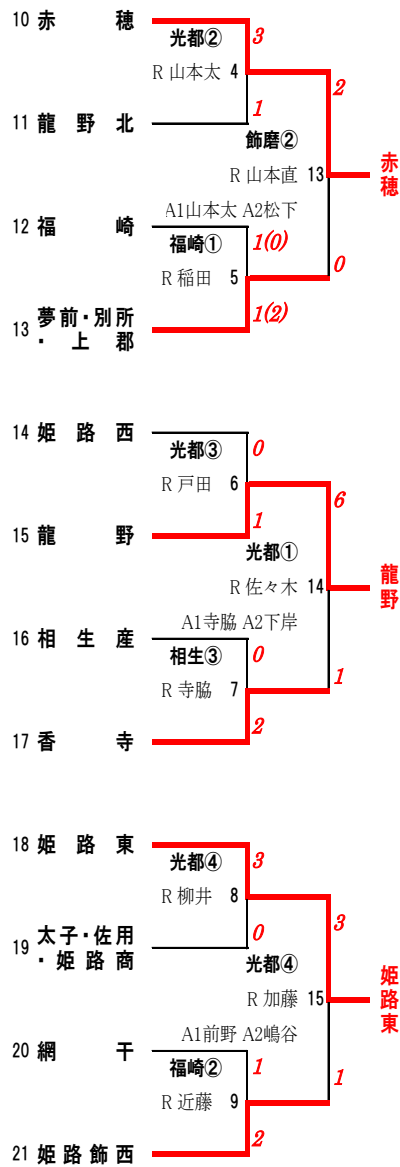 10 赤穂
光都② 3
R 山本太 4
2
11 龍野北
1
飾磨②
R 山本直 13
赤穂
A1山本太 A2松下
12 福崎
福崎① 1(0)
R 稲田 5
0
13 夢前・別所・上郡
1(2)
14 姫路西
光都③ 0
R 戸田 6
6
15 龍野
1
光都①
R 佐々木 14
龍野
A1寺脇 A2下岸
16 相生産
相生③ 0
R 寺脇 7
1
17 香寺
2
18 姫路東
光都④ 3
R 柳井 8
3
19 太子・佐用・姫路商
0
光都④
R 加藤 15
姫路東
A1前野 A2嶋谷
20 網干
福崎② 1
R 近藤 9
1
21 姫路飾西
2